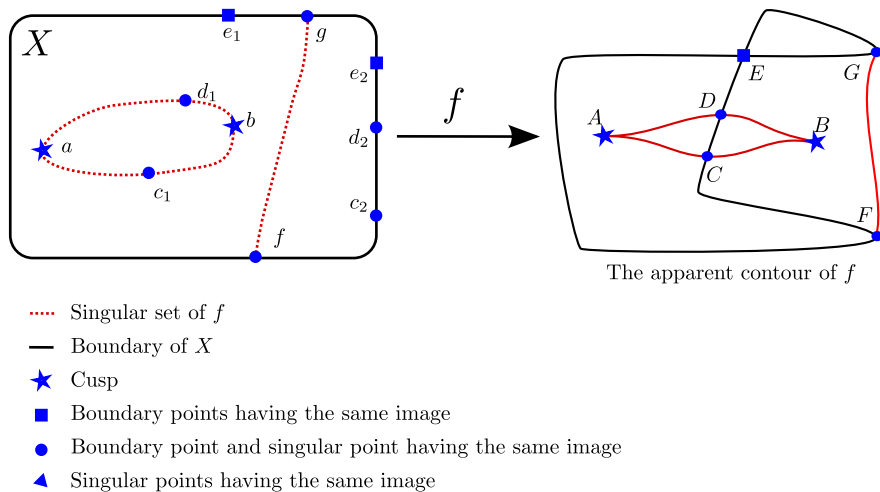 X
e₁
g
e₂
d₁
b
a
d₂
c₁
c₂
f
f
A
B
C
D
E
F
G
The apparent contour of f
Singular set of f
Boundary of X
Cusp
Boundary points having the same image
Boundary point and singular point having the same image
Singular points having the same image